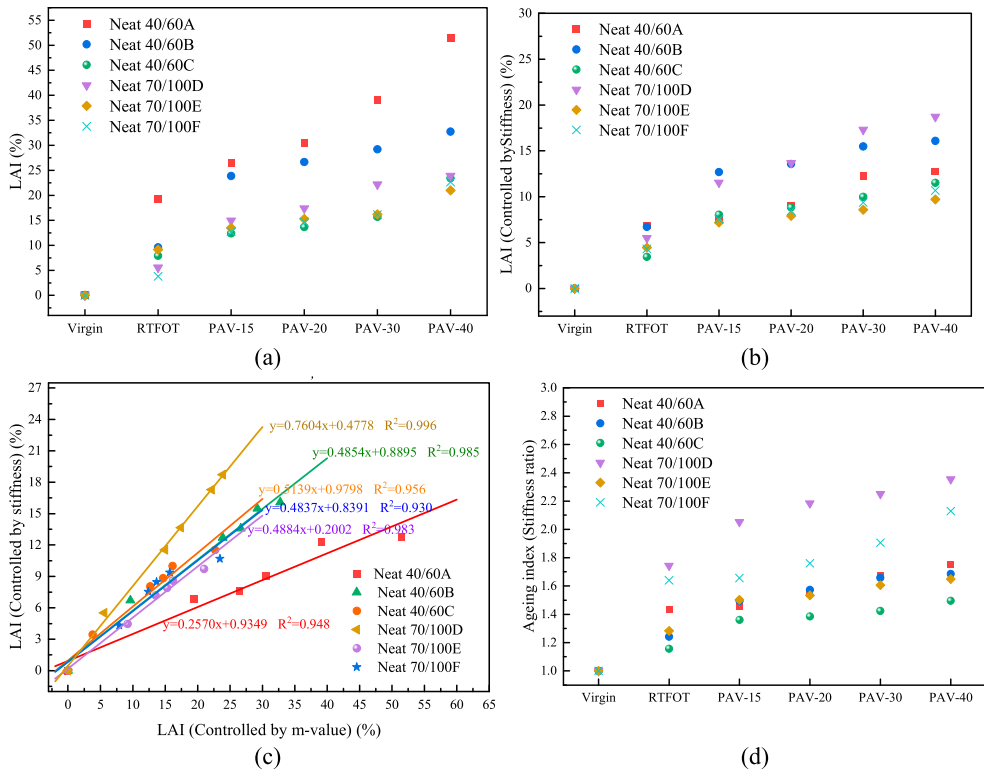 55
50
45
40
35
30
25
20
15
10
5
0
LAI (%)
Neat 40/60A
Neat 40/60B
Neat 40/60C
Neat 70/100D
Neat 70/100E
Neat 70/100F
Virgin RTFOT PAV-15 PAV-20 PAV-30 PAV-40
(a)
30
25
20
15
10
5
0
LAI (Controlled byStiffness) (%)
Neat 40/60A
Neat 40/60B
Neat 40/60C
Neat 70/100D
Neat 70/100E
Neat 70/100F
Virgin RTFOT PAV-15 PAV-20 PAV-30 PAV-40
(b)
27
24
21
18
15
12
9
6
3
0
LAI (Controlled by stiffness) (%)
y=0.7604x+0.4778 R²=0.996
y=0.4854x+0.8895 R²=0.985
y=0.5139x+0.9798 R²=0.956
y=0.4837x+0.8391 R²=0.930
y=0.4884x+0.2002 R²=0.983
y=0.2570x+0.9349 R²=0.948
Neat 40/60A
Neat 40/60B
Neat 40/60C
Neat 70/100D
Neat 70/100E
Neat 70/100F
0 5 10 15 20 25 30 35 40 45 50 55 60 65
LAI (Controlled by m-value) (%)
(c)
3.0
2.8
2.6
2.4
2.2
2.0
1.8
1.6
1.4
1.2
1.0
Ageing index (Stiffness ratio)
Neat 40/60A
Neat 40/60B
Neat 40/60C
Neat 70/100D
Neat 70/100E
Neat 70/100F
Virgin RTFOT PAV-15 PAV-20 PAV-30 PAV-40
(d)